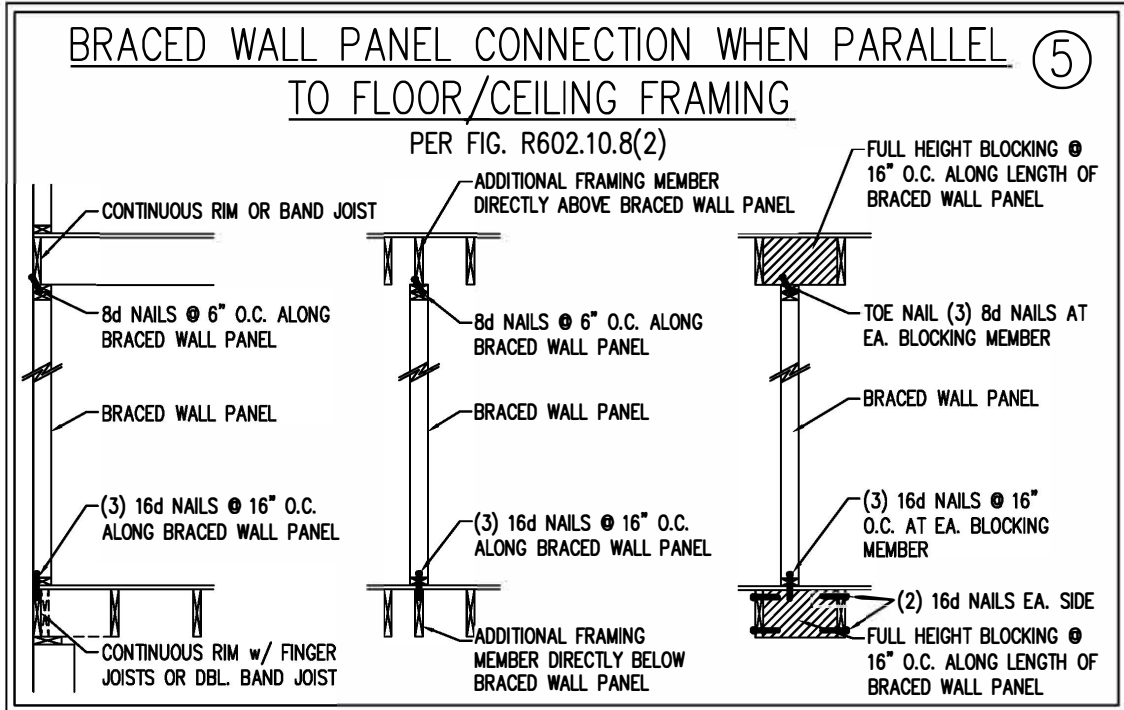 BRACED WALL PANEL CONNECTION WHEN PARALLEL
TO FLOOR/CEILING FRAMING
5
PER FIG. R602.10.8(2)
CONTINUOUS RIM OR BAND JOIST
8d NAILS @ 6" O.C. ALONG
BRACED WALL PANEL
BRACED WALL PANEL
(3) 16d NAILS @ 16" O.C.
ALONG BRACED WALL PANEL
CONTINUOUS RIM w/ FINGER
JOISTS OR DBL. BAND JOIST
ADDITIONAL FRAMING MEMBER
DIRECTLY ABOVE BRACED WALL PANEL
8d NAILS @ 6" O.C. ALONG
BRACED WALL PANEL
BRACED WALL PANEL
(3) 16d NAILS @ 16" O.C.
ALONG BRACED WALL PANEL
ADDITIONAL FRAMING
MEMBER DIRECTLY BELOW
BRACED WALL PANEL
FULL HEIGHT BLOCKING @
16" O.C. ALONG LENGTH OF
BRACED WALL PANEL
TOE NAIL (3) 8d NAILS AT
EA. BLOCKING MEMBER
BRACED WALL PANEL
(3) 16d NAILS @ 16"
O.C. AT EA. BLOCKING
MEMBER
(2) 16d NAILS EA. SIDE
FULL HEIGHT BLOCKING @
16" O.C. ALONG LENGTH OF
BRACED WALL PANEL